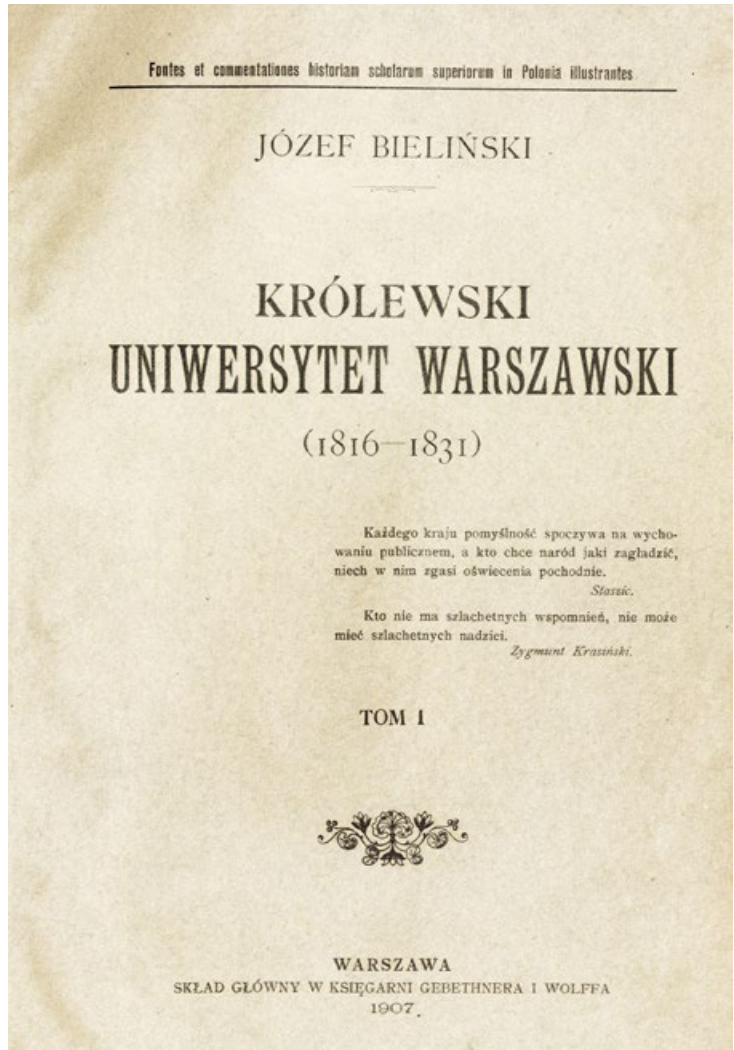 Fontes et commentationes historiam scholarum superiorum in Polonia illustrantes
JÓZEF BIELIŃSKI
KRÓLEWSKI
UNIWERSYTET WARSZAWSKI
(1816—1831)
Każdego kraju pomyślność spoczywa na wycho-
waniu publicznem, a kto chce naród jaki zagładzić,
niech w nim zgasi oświecenia pochodnie.
Staszic.
Kto nie ma szlachetnych wspomnień, nie może
mieć szlachetnych nadziei.
Zygmunt Krasiński.
TOM I
WARSZAWA
SKŁAD GŁÓWNY W KSIĘGARNI GEBETHNERA I WOLFFA
1907.